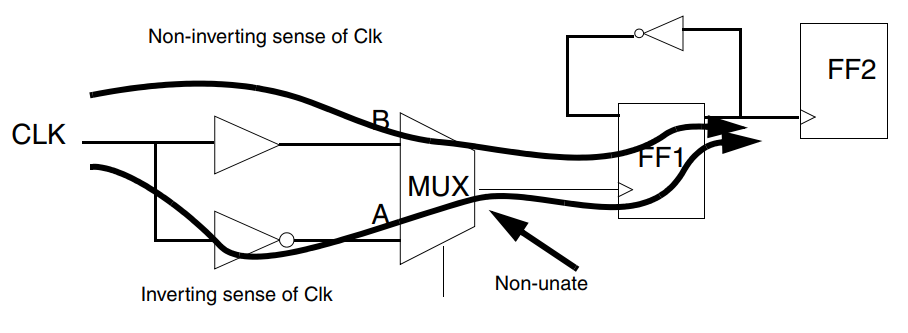 Non-inverting sense of Clk
FF2
B
CLK
FF1
MUX
A
Non-unate
Inverting sense of Clk